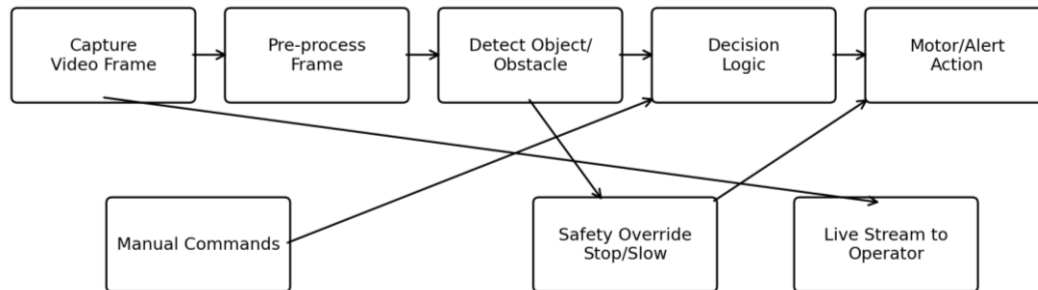 Capture
Video Frame
Pre-process
Frame
Detect Object/
Obstacle
Decision
Logic
Motor/Alert
Action
Manual Commands
Safety Override
Stop/Slow
Live Stream to
Operator